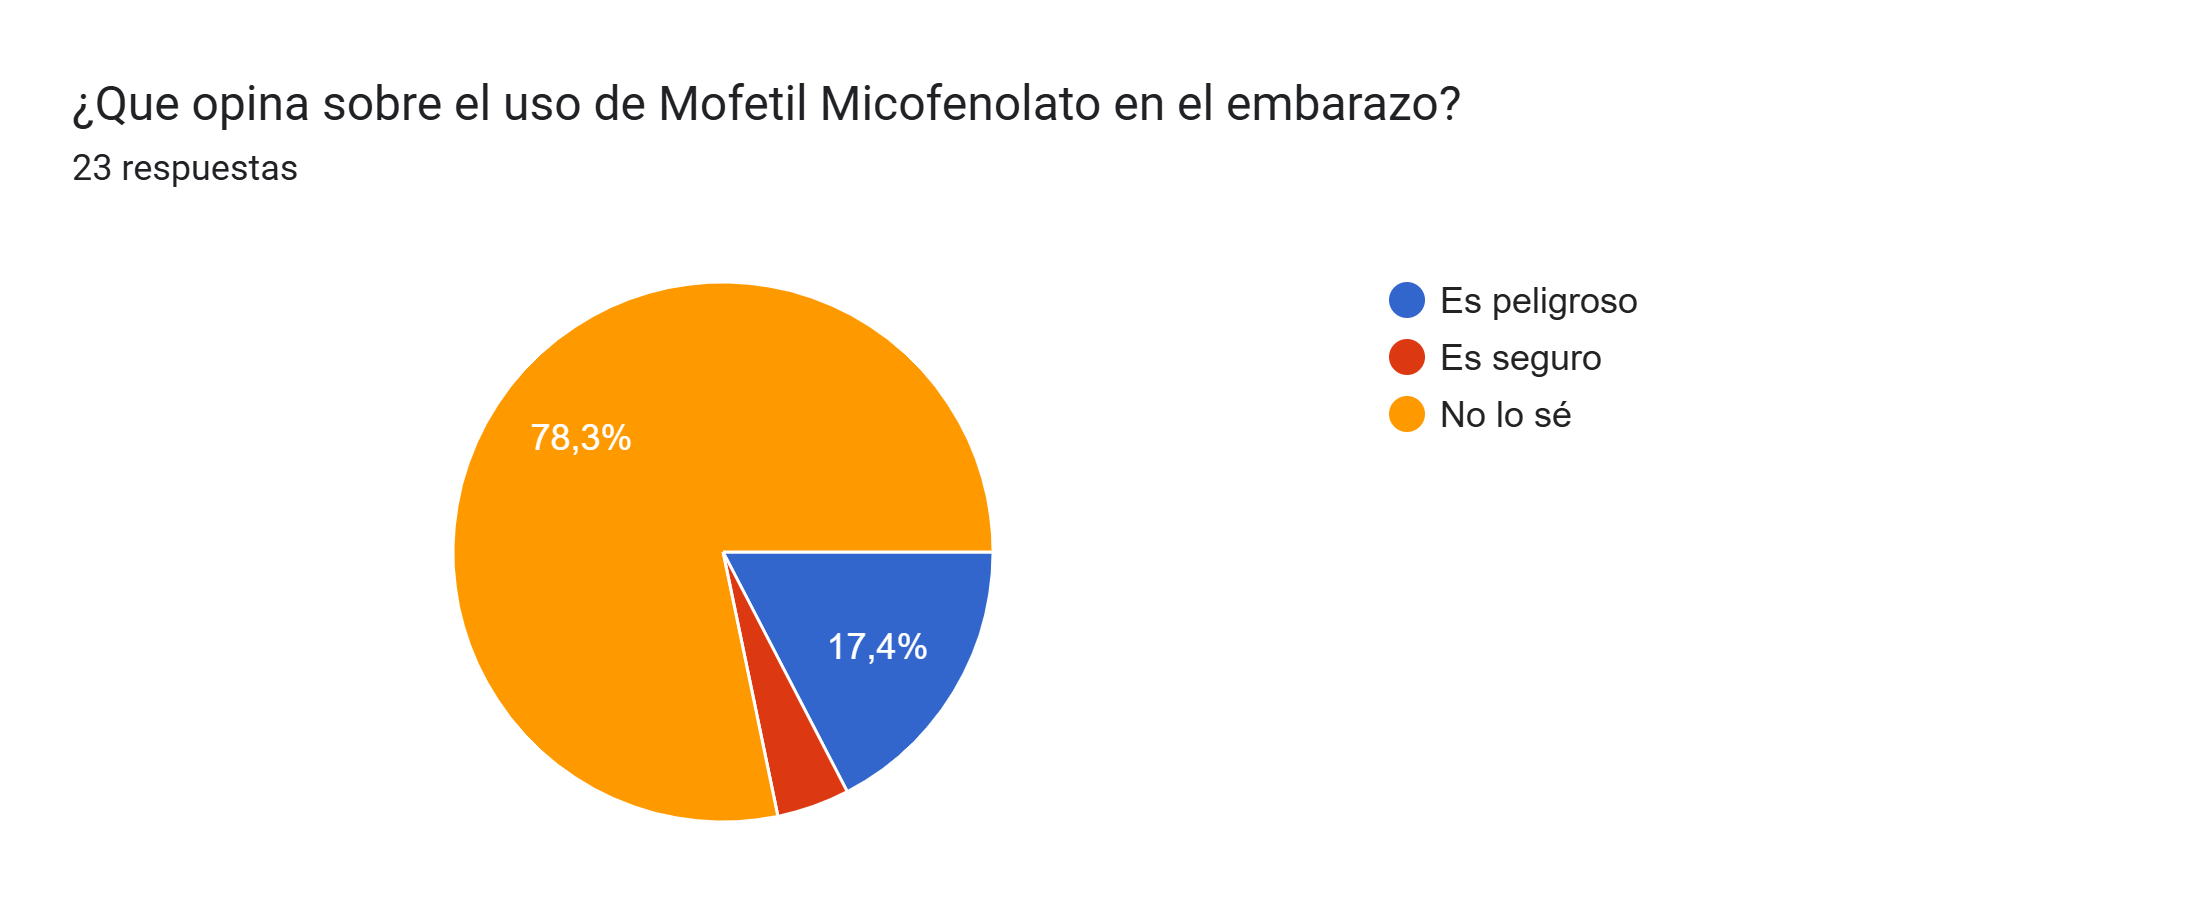 ¿Que opina sobre el uso de Mofetil Micofenolato en el embarazo?
23 respuestas
78,3%
17,4%
Es peligroso
Es seguro
No lo sé